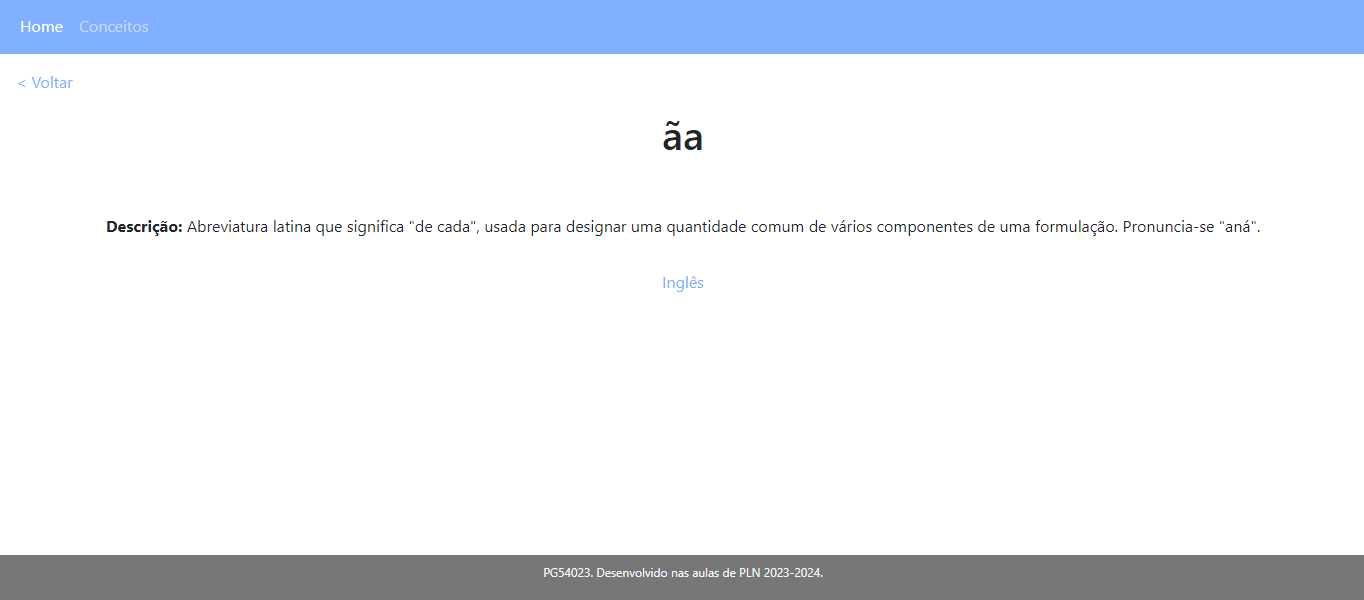 Home Conceitos
< Voltar
ãa
Descrição: Abreviatura latina que significa "de cada", usada para designar uma quantidade comum de vários componentes de uma formulação. Pronuncia-se "aná".
Inglês
PG54023. Desenvolvido nas aulas de PLN 2023-2024.